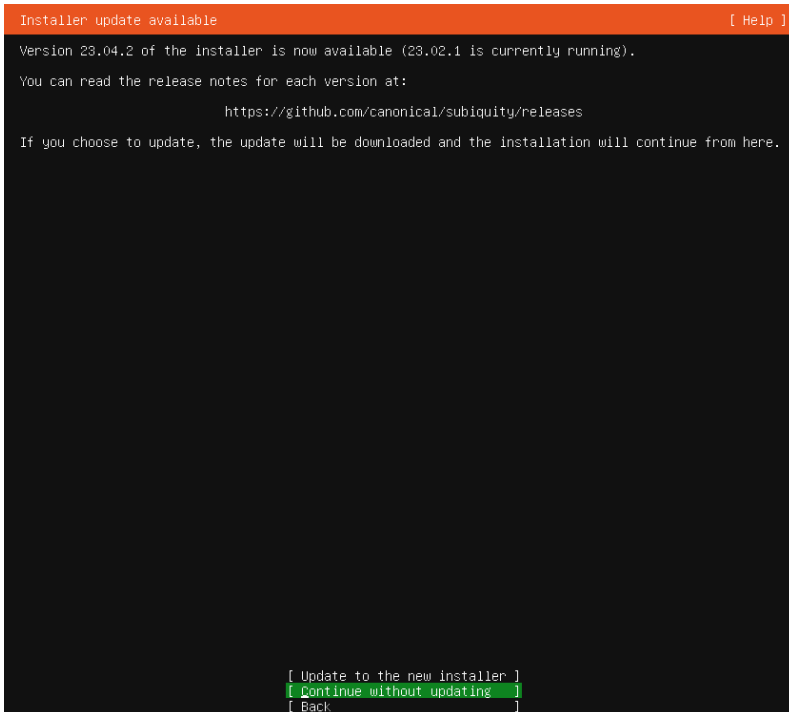 Installer update available [ Help ]
Version 23.04.2 of the installer is now available (23.02.1 is currently running).
You can read the release notes for each version at:
https://github.com/canonical/subiquity/releases
If you choose to update, the update will be downloaded and the installation will continue from here.
[ Update to the new installer ]
[ Continue without updating ]
[ Back ]